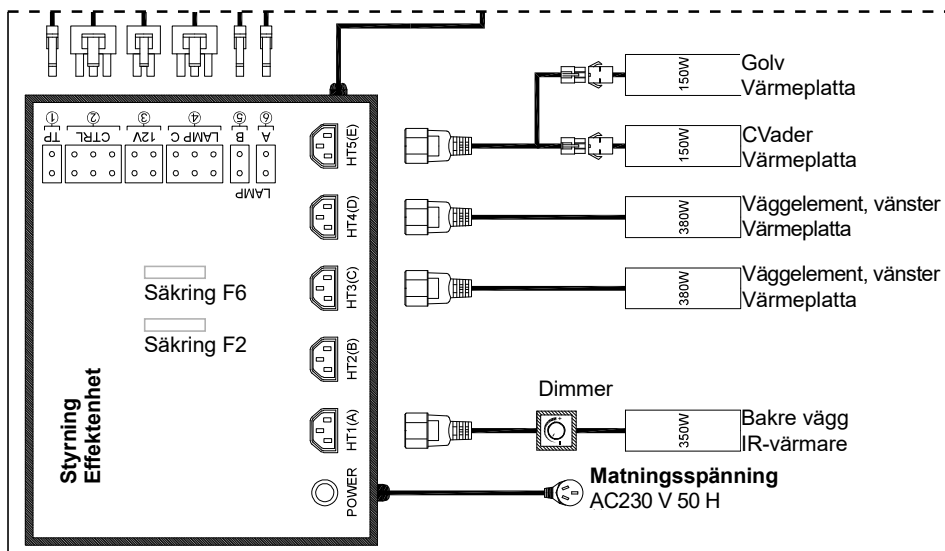 ① TP
② CTRL
③ 12V
④ LAMP C
⑤ B
⑥ A
LAMP
HT5(E)
HT4(D)
HT3(C)
HT2(B)
HT1(A)
POWER
Säkring F6
Säkring F2
Styrning
Effektenhet
150W
Golv
Värmeplatta
150W
CVader
Värmeplatta
380W
Väggelement, vänster
Värmeplatta
380W
Väggelement, vänster
Värmeplatta
Dimmer
+
-
350W
Bakre vägg
IR-värmare
Matningsspänning
AC230 V 50 H